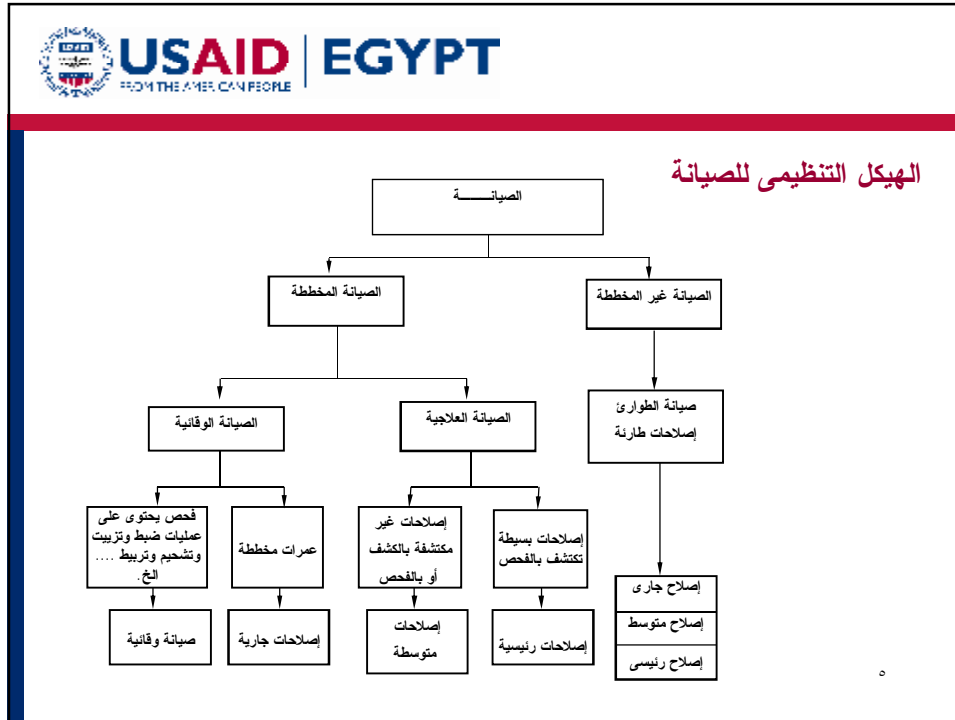 USAID | EGYPT
FROM THE AMERICAN PEOPLE
الهيكل التنظيمى للصيانة
الصيانـــــــة
الصيانة غير المخططة
الصيانة المخططة
صيانة الطوارئ
إصلاحات طارئة
الصيانة العلاجية
الصيانة الوقائية
إصلاحات بسيطة
تكتشف بالفحص
إصلاحات غير
مكتشفة بالكشف
أو بالفحص
عمرات مخططة
فحص يحتوى على
عمليات ضبط وتزييت
وتشحيم وتربيط ....
الخ.
إصلاح جارى
إصلاح متوسط
إصلاح رئيسى
إصلاحات رئيسية
إصلاحات
متوسطة
إصلاحات جارية
صيانة وقائية
٥